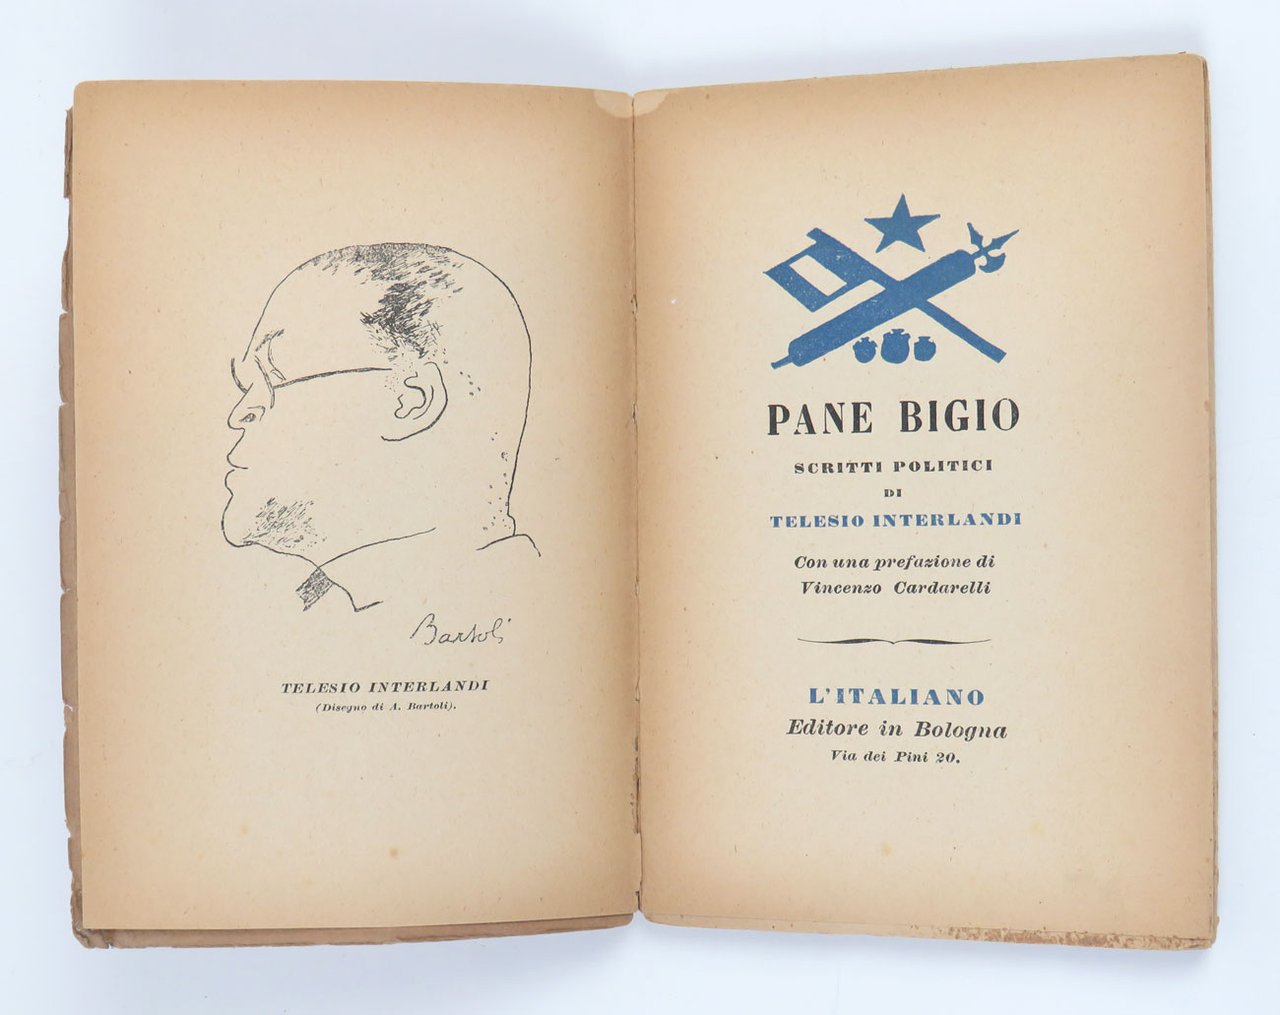 Bartoli
TELESIO INTERLANDI
(Disegno di A. Bartoli).
PANE BIGIO
SCRITTI POLITICI
DI
TELESIO INTERLANDI
Con una prefazione di
Vincenzo Cardarelli
L'ITALIANO
Editore in Bologna
Via dei Pini 20.